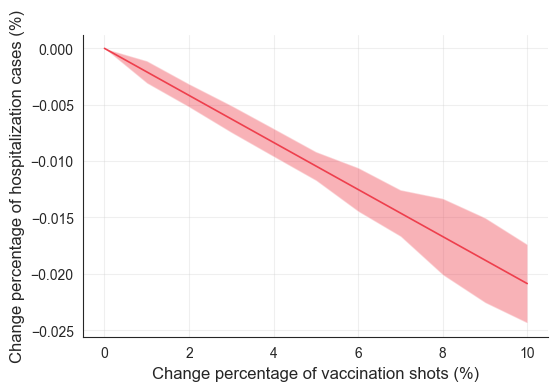 Change percentage of hospitalization cases (%)
0.000
−0.005
−0.010
−0.015
−0.020
−0.025
0 2 4 6 8 10
Change percentage of vaccination shots (%)